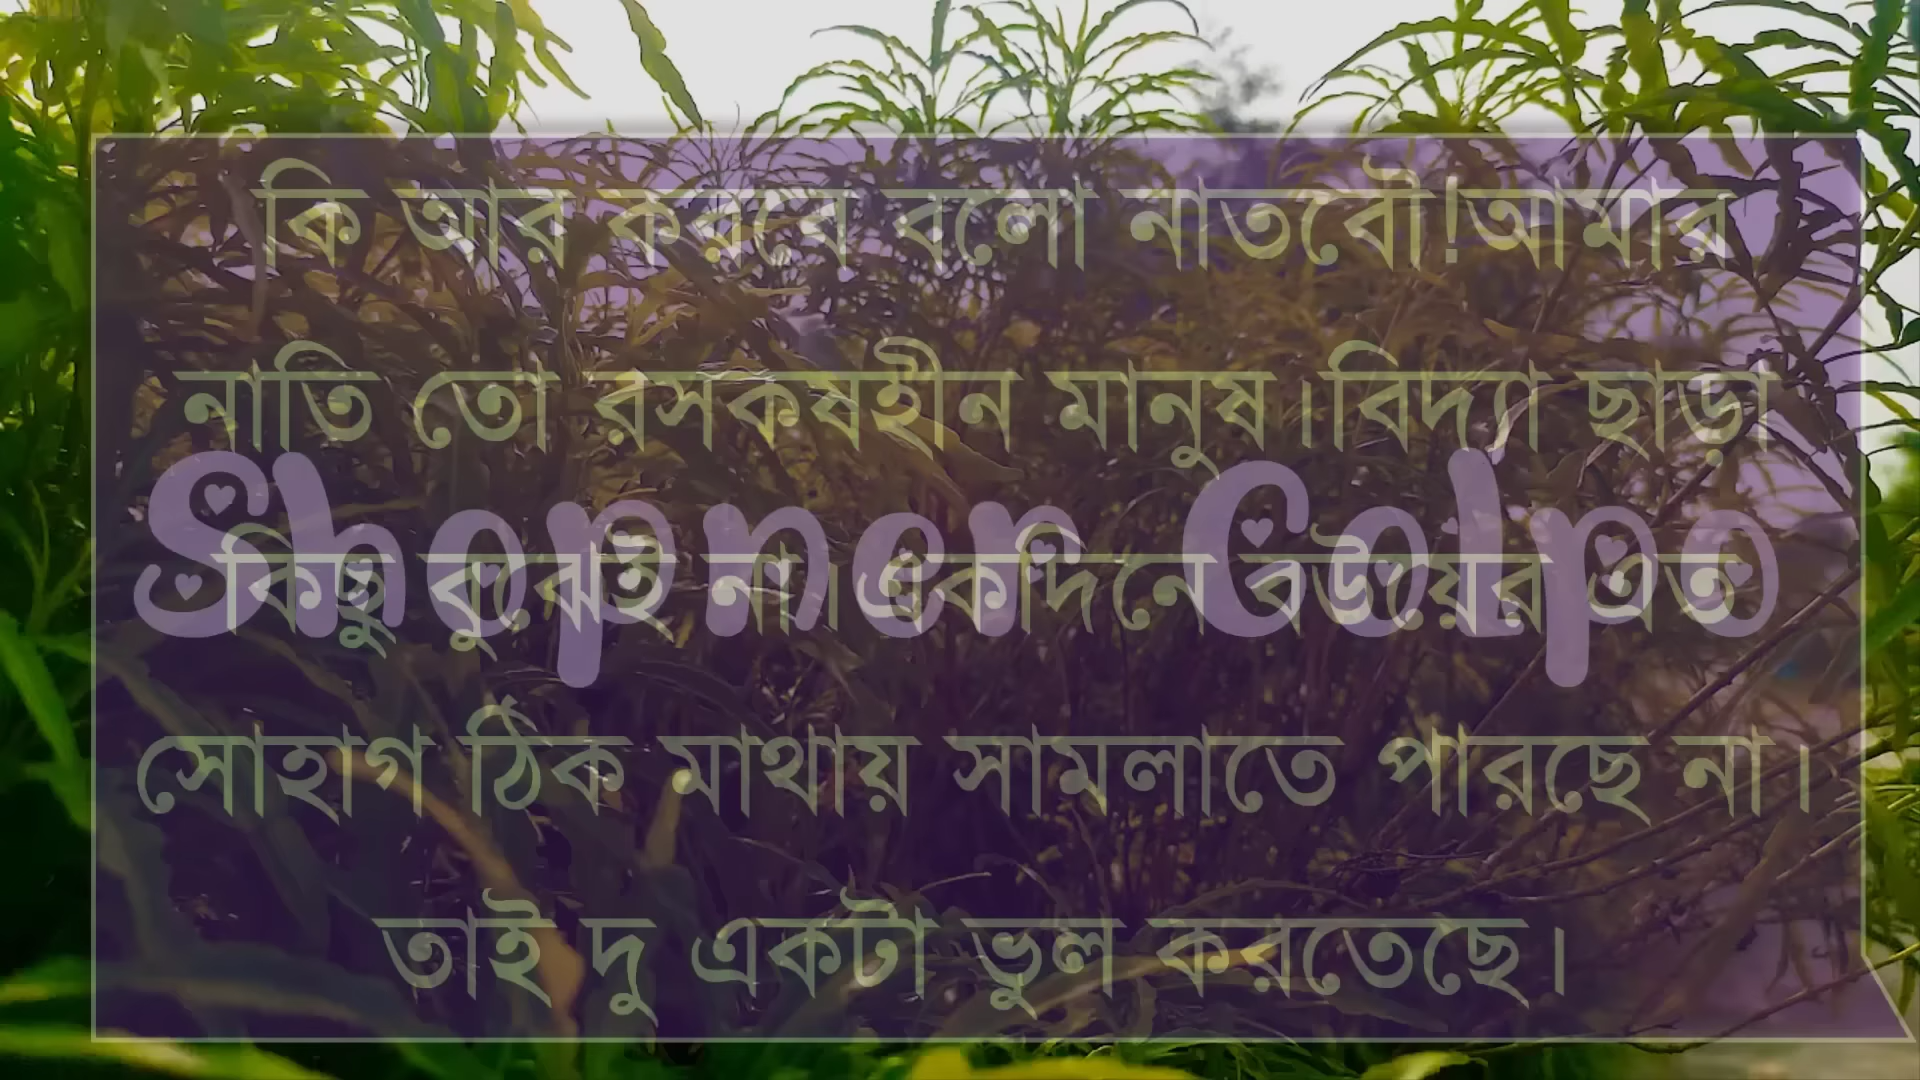 কি আর করবে বলো নাতবৌ!আমার
নাতি তো রসকষহীন মানুষ।বিদ্যা ছাড়া
Shopner Golpo
কিছু বুঝেই না। একদিনে বউয়ের এত
সোহাগ ঠিক মাথায় সামলাতে পারছে না।
তাই দু একটা ভুল করতেছে।